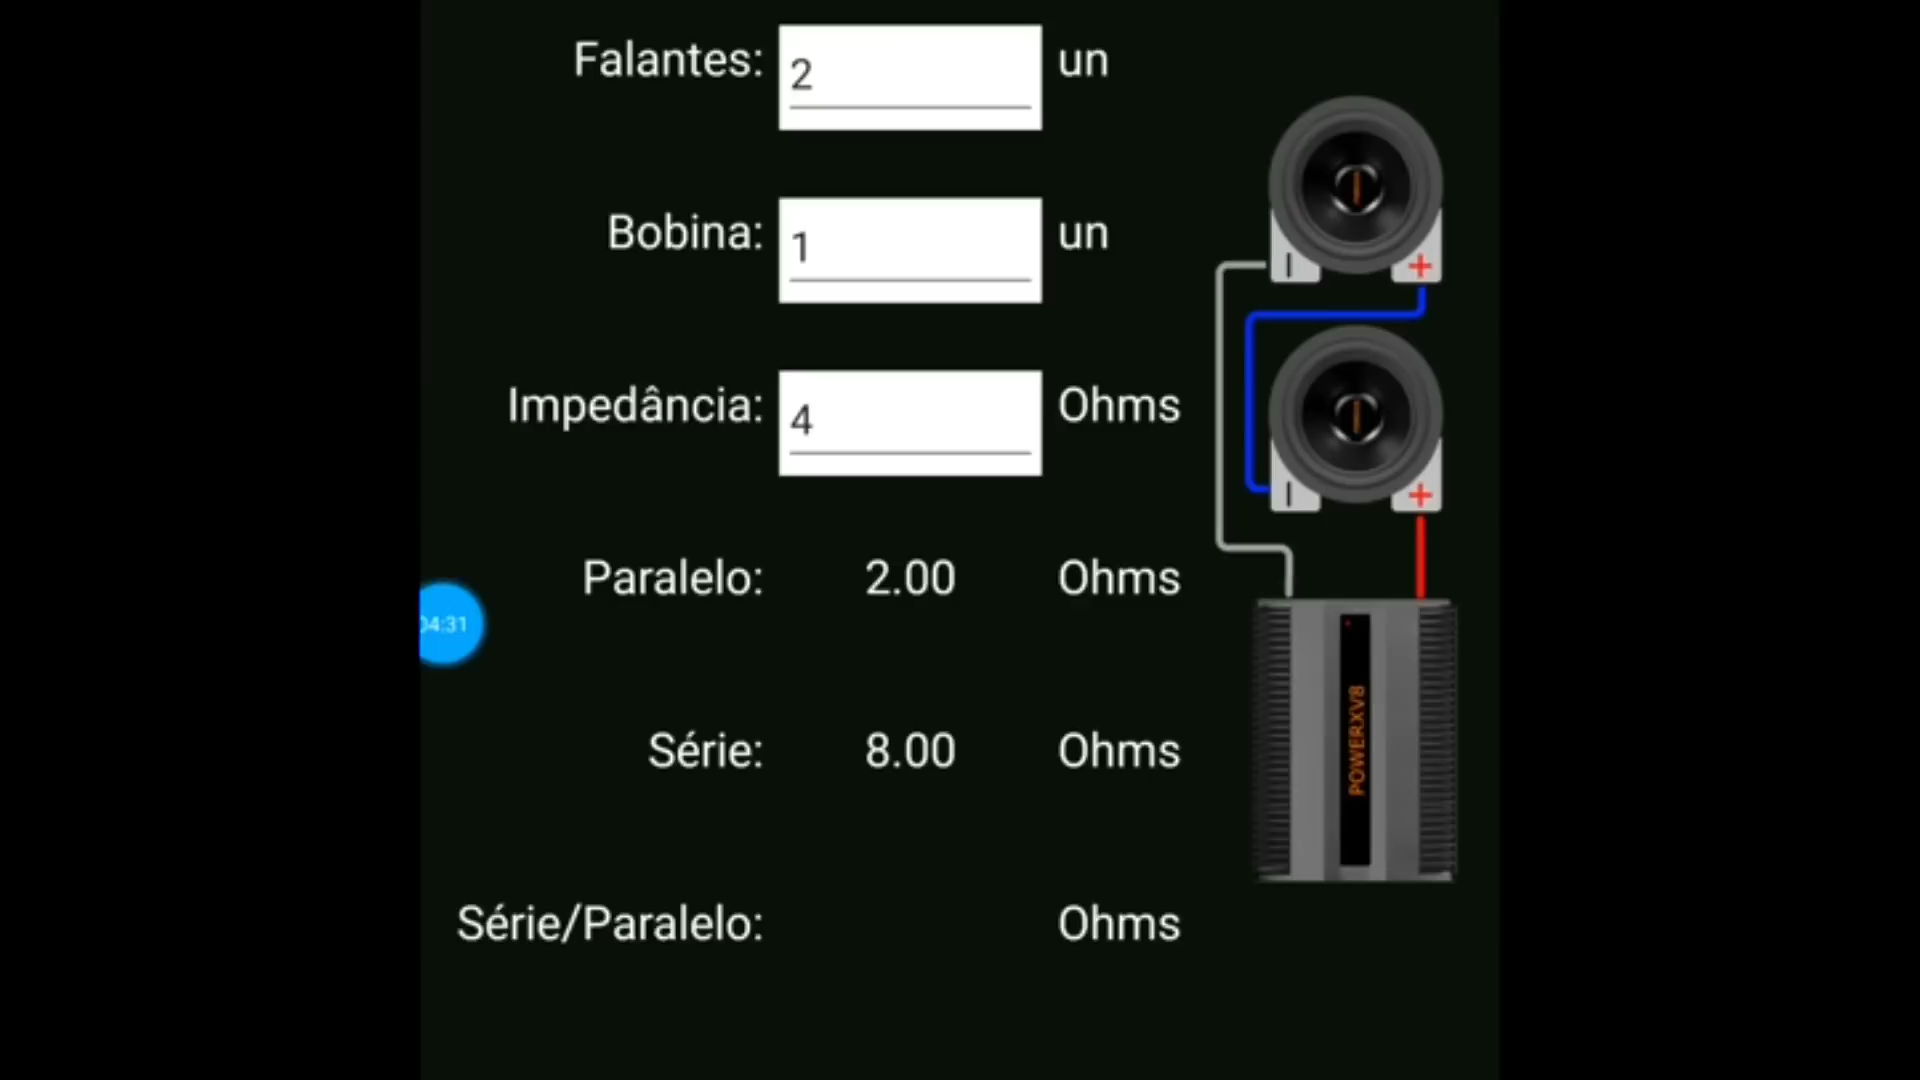 Falantes: 2 un
Bobina: 1 un
Impedância: 4 Ohms
Paralelo: 2.00 Ohms
04:31
Série: 8.00 Ohms
POWERXV8
Série/Paralelo: Ohms